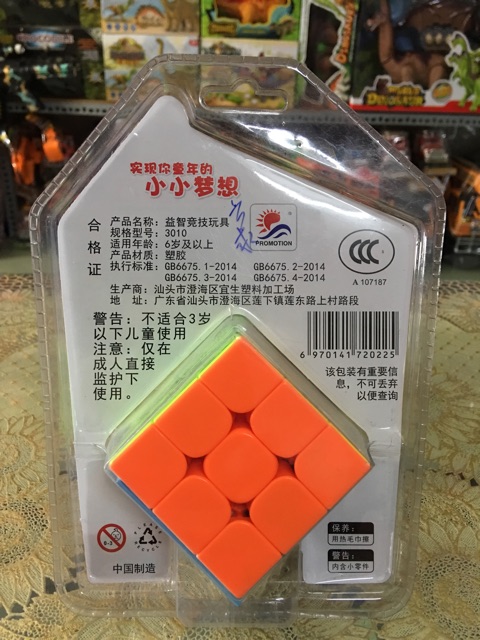 实现你童年的
小小梦想
合格证
产品名称: 益智竞技玩具
规格型号: 3010
适用年龄: 6岁及以上
产品材质: 塑胶
执行标准: GB6675.1-2014 GB6675.2-2014
GB6675.3-2014 GB6675.4-2014
生产商: 汕头市澄海区宜生塑料加工场
地 址: 广东省汕头市澄海区莲下镇莲东路上村路段
PROMOTION
CCC
A 107187
警告: 不适合3岁
以下儿童使用
注意: 仅在
成人直接
监护下
使用。
6 970141 720225
该包装有重要信
息, 不可丢弃
以便查询
0-3
中国制造
保养:
用热毛巾擦
警告:
内含小零件